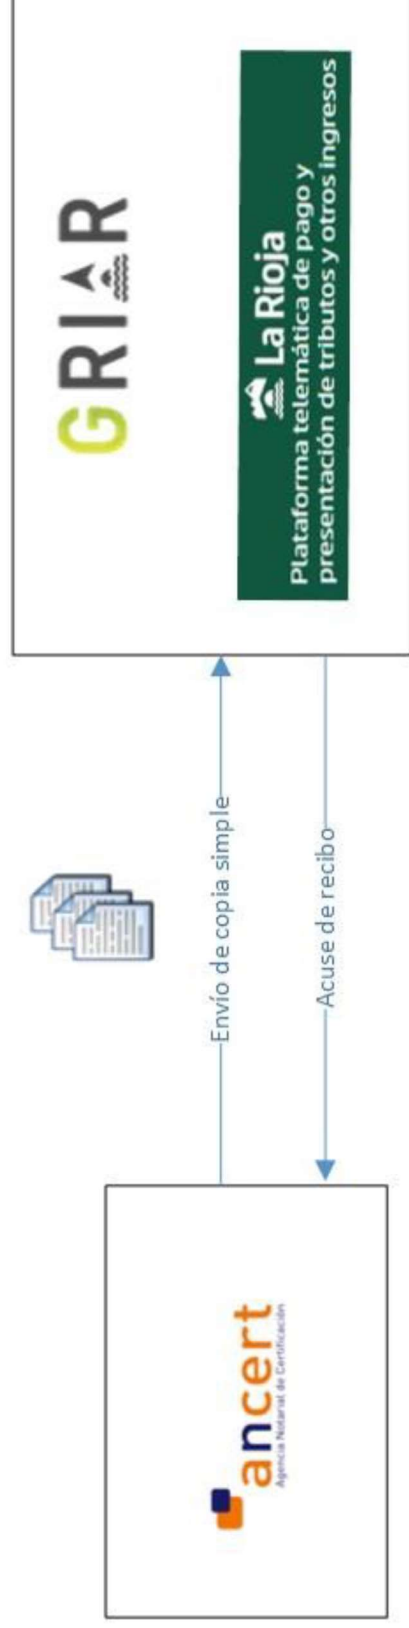 ancert
Agencia Notarial de Certificación
Envío de copia simple
Acuse de recibo
GRIAR
La Rioja
Plataforma telemática de pago y
presentación de tributos y otros ingresos